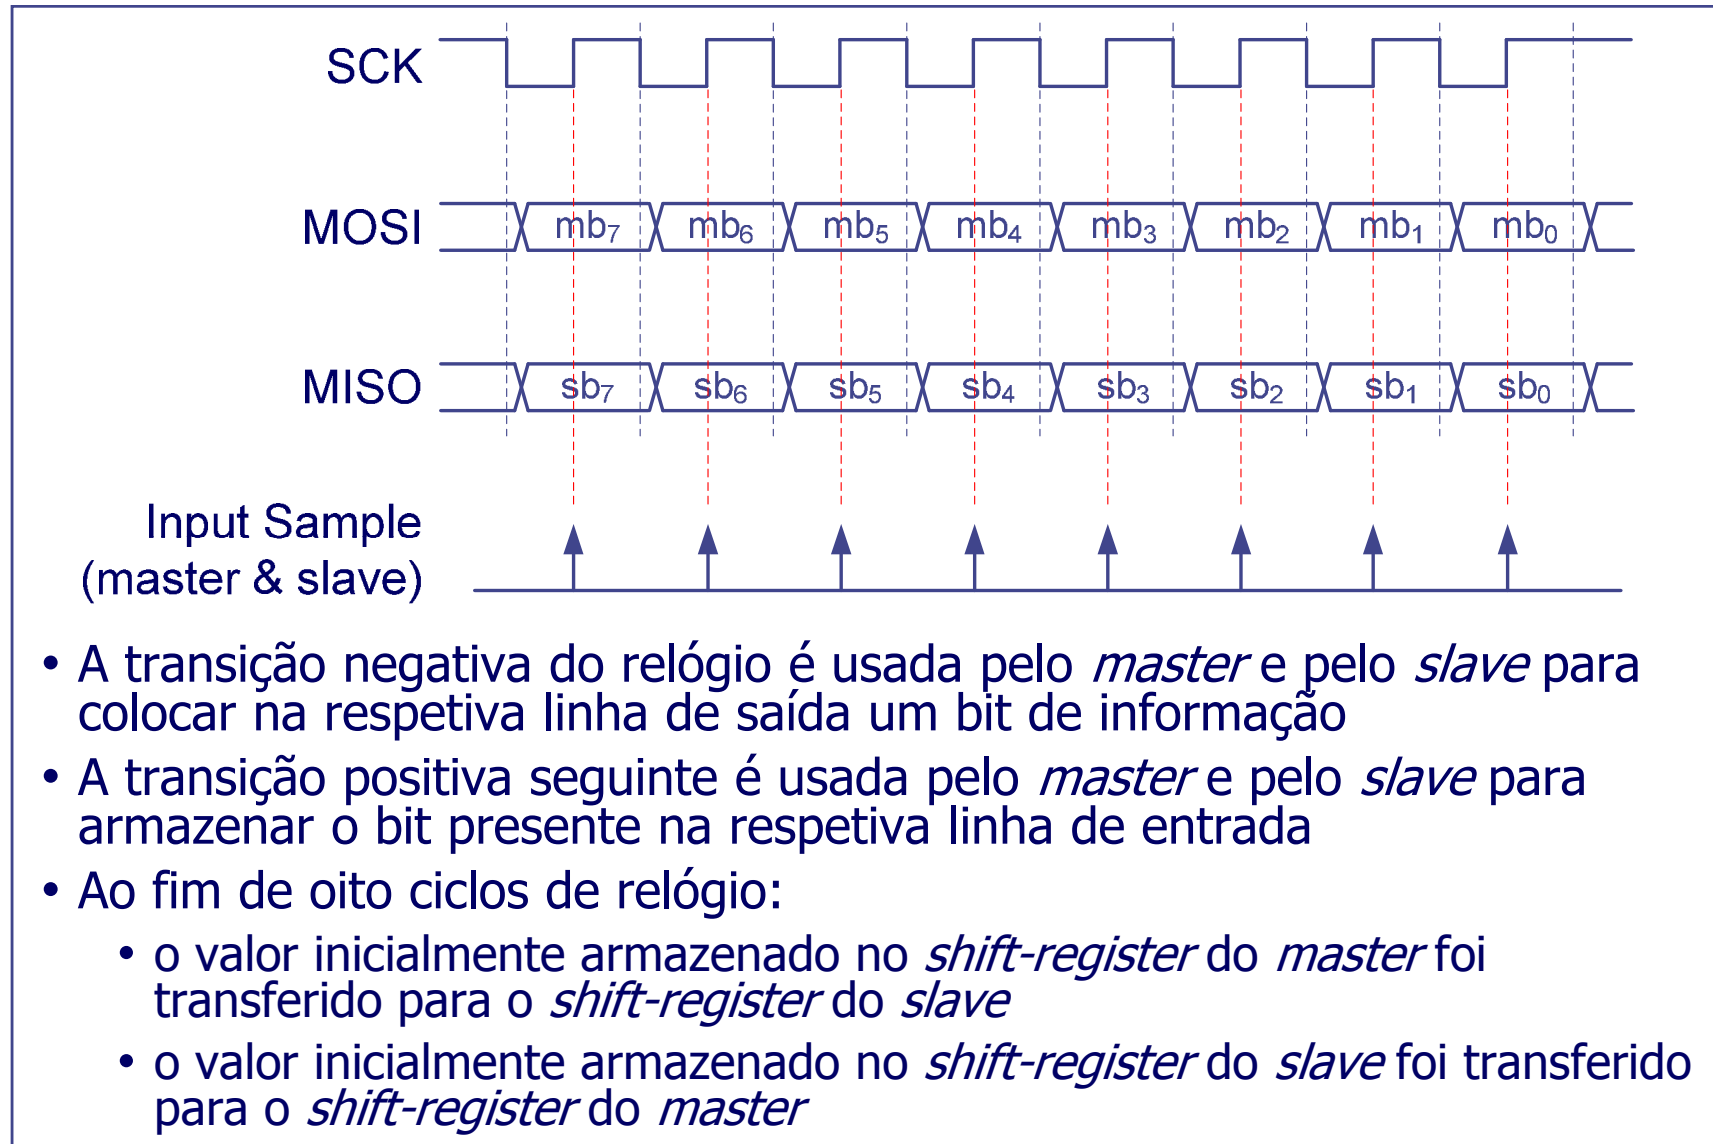 SCK
MOSI mb7 mb6 mb5 mb4 mb3 mb2 mb1 mb0
MISO sb7 sb6 sb5 sb4 sb3 sb2 sb1 sb0
Input Sample
(master & slave)
• A transição negativa do relógio é usada pelo master e pelo slave para
colocar na respetiva linha de saída um bit de informação
• A transição positiva seguinte é usada pelo master e pelo slave para
armazenar o bit presente na respetiva linha de entrada
• Ao fim de oito ciclos de relógio:
• o valor inicialmente armazenado no shift-register do master foi
transferido para o shift-register do slave
• o valor inicialmente armazenado no shift-register do slave foi transferido
para o shift-register do master